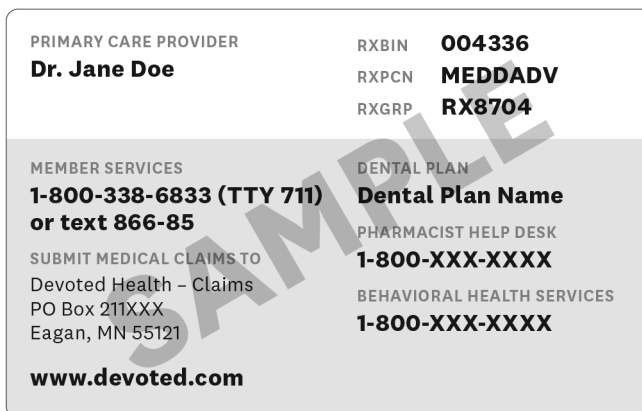 PRIMARY CARE PROVIDER
Dr. Jane Doe
RXBIN 004336
RXPCN MEDDADV
RXGRP RX8704
MEMBER SERVICES
1-800-338-6833 (TTY 711)
or text 866-85
SUBMIT MEDICAL CLAIMS TO
Devoted Health – Claims
PO Box 211XXX
Eagan, MN 55121
www.devoted.com
DENTAL PLAN
Dental Plan Name
PHARMACIST HELP DESK
1-800-XXX-XXXX
BEHAVIORAL HEALTH SERVICES
1-800-XXX-XXXX
SAMPLE